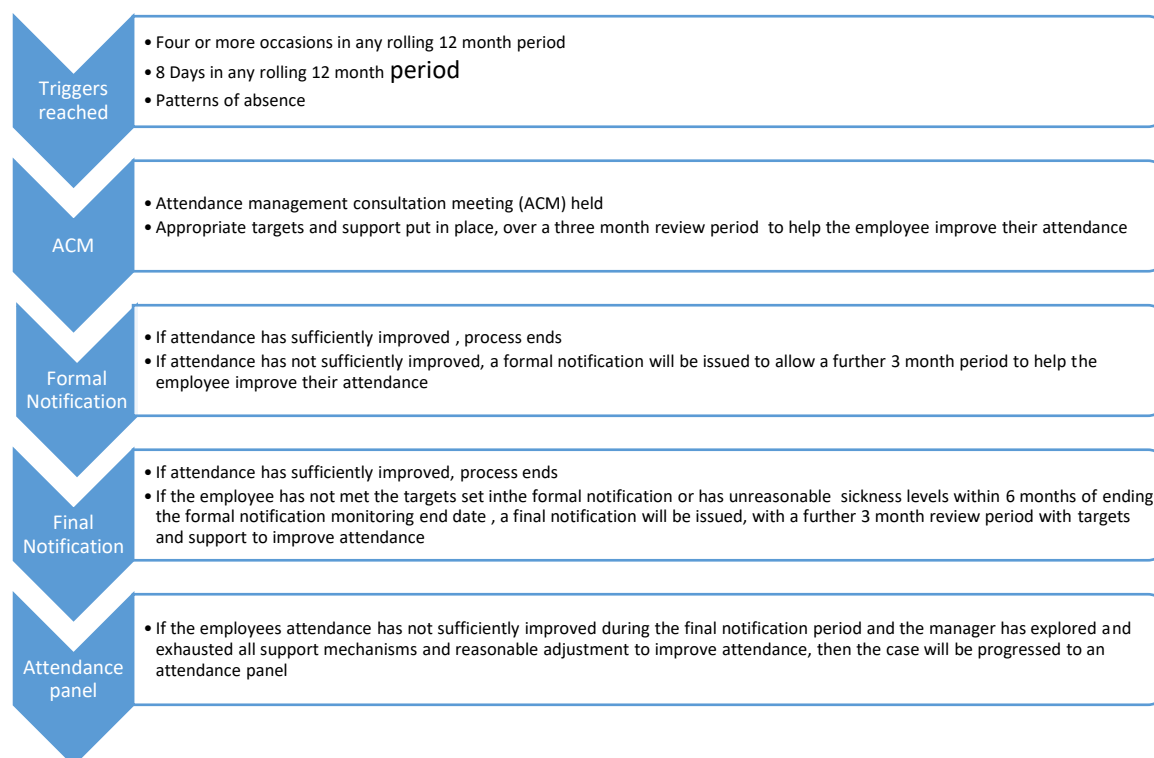 Triggers
reached
• Four or more occasions in any rolling 12 month period
• 8 Days in any rolling 12 month period
• Patterns of absence
ACM
• Attendance management consultation meeting (ACM) held
• Appropriate targets and support put in place, over a three month review period to help the employee improve their attendance
Formal
Notification
• If attendance has sufficiently improved , process ends
• If attendance has not sufficiently improved, a formal notification will be issued to allow a further 3 month period to help the
employee improve their attendance
Final
Notification
• If attendance has sufficiently improved, process ends
• If the employee has not met the targets set inthe formal notification or has unreasonable sickness levels within 6 months of ending
the formal notification monitoring end date , a final notification will be issued, with a further 3 month review period with targets
and support to improve attendance
Attendance
panel
• If the employees attendance has not sufficiently improved during the final notification period and the manager has explored and
exhausted all support mechanisms and reasonable adjustment to improve attendance, then the case will be progressed to an
attendance panel